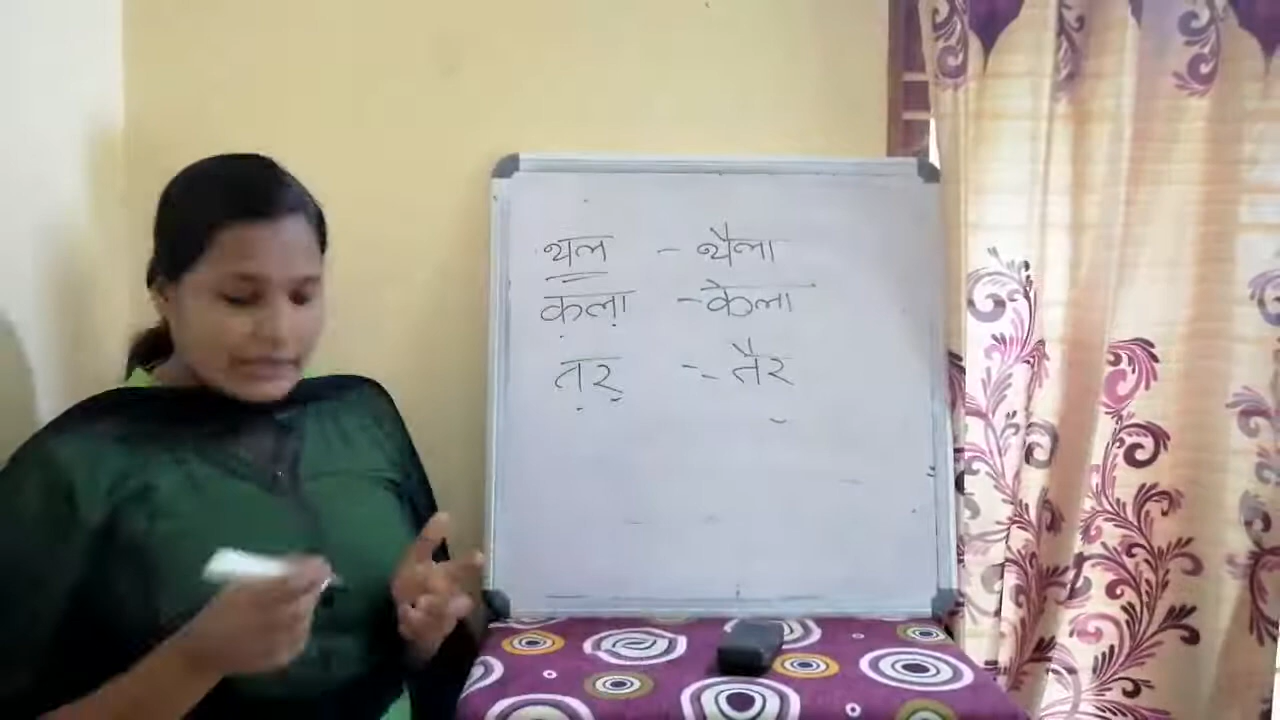 थल - थैला
कला - केला
तर - तैर